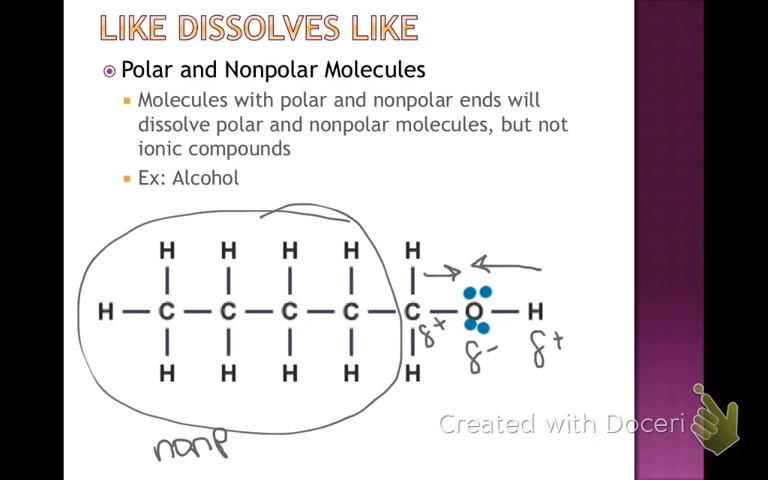 LIKE DISSOLVES LIKE
Polar and Nonpolar Molecules
Molecules with polar and nonpolar ends will
dissolve polar and nonpolar molecules, but not
ionic compounds
Ex: Alcohol
H H H H H
H — C — C — C — C — C — O — H
δ+ δ- δ+
H H H H H
Created with Doceri
nonp